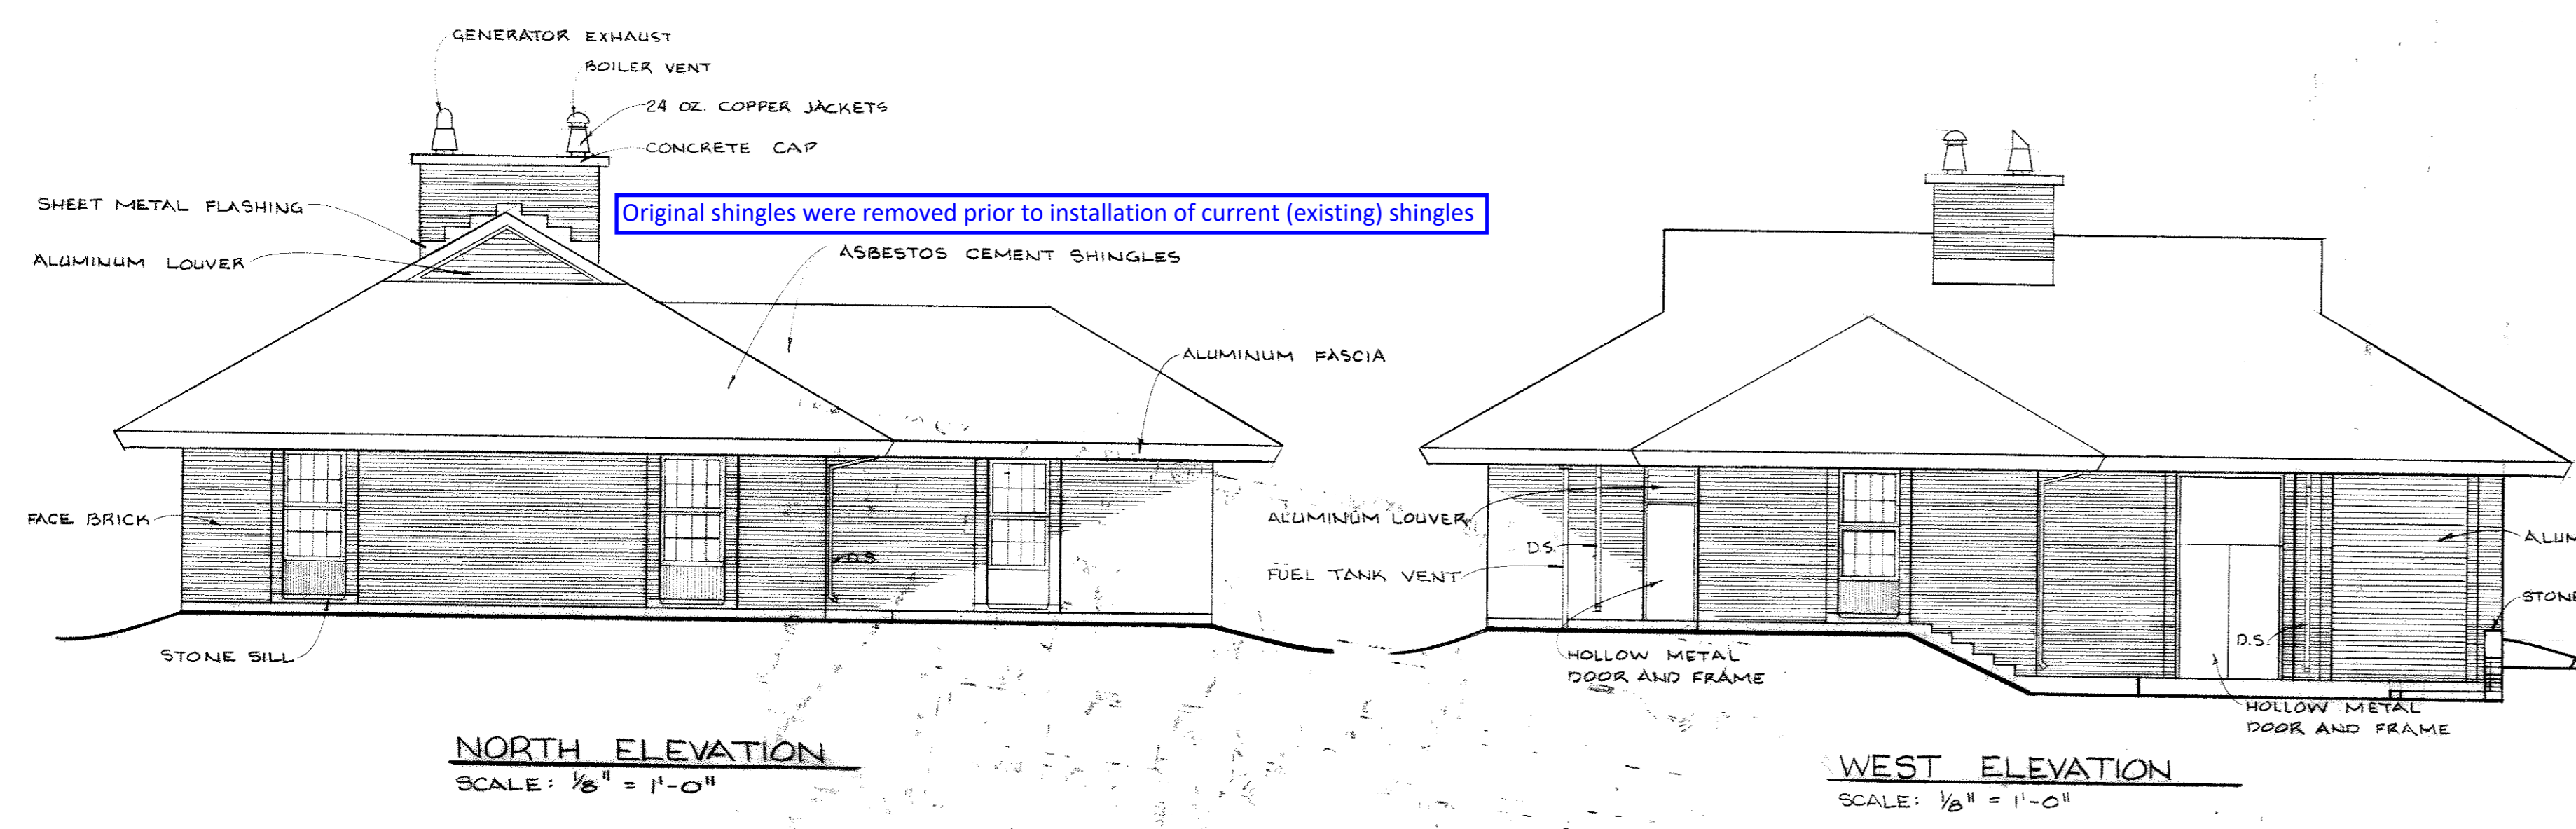 GENERATOR EXHAUST
BOILER VENT
24 OZ. COPPER JACKETS
CONCRETE CAP
SHEET METAL FLASHING
Original shingles were removed prior to installation of current (existing) shingles
ALUMINUM LOUVER
ASBESTOS CEMENT SHINGLES
ALUMINUM FASCIA
FACE BRICK
D.S.
STONE SILL
NORTH ELEVATION
SCALE: 1/8" = 1'-0"
ALUMINUM LOUVER
D.S.
FUEL TANK VENT
HOLLOW METAL
DOOR AND FRAME
ALUM
STONE
D.S.
HOLLOW METAL
DOOR AND FRAME
WEST ELEVATION
SCALE: 1/8" = 1'-0"